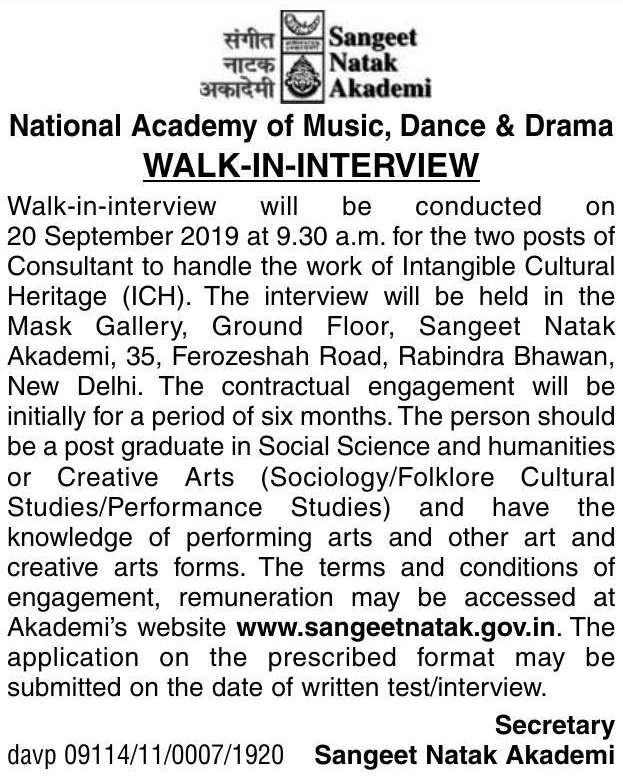 संगीत
नाटक
अकादेमी
Sangeet
Natak
Akademi
National Academy of Music, Dance & Drama
WALK-IN-INTERVIEW
Walk-in-interview will be conducted on
20 September 2019 at 9.30 a.m. for the two posts of
Consultant to handle the work of Intangible Cultural
Heritage (ICH). The interview will be held in the
Mask Gallery, Ground Floor, Sangeet Natak
Akademi, 35, Ferozeshah Road, Rabindra Bhawan,
New Delhi. The contractual engagement will be
initially for a period of six months. The person should
be a post graduate in Social Science and humanities
or Creative Arts (Sociology/Folklore Cultural
Studies/Performance Studies) and have the
knowledge of performing arts and other art and
creative arts forms. The terms and conditions of
engagement, remuneration may be accessed at
Akademi's website www.sangeetnatak.gov.in. The
application on the prescribed format may be
submitted on the date of written test/interview.
Secretary
davp 09114/11/0007/1920 Sangeet Natak Akademi